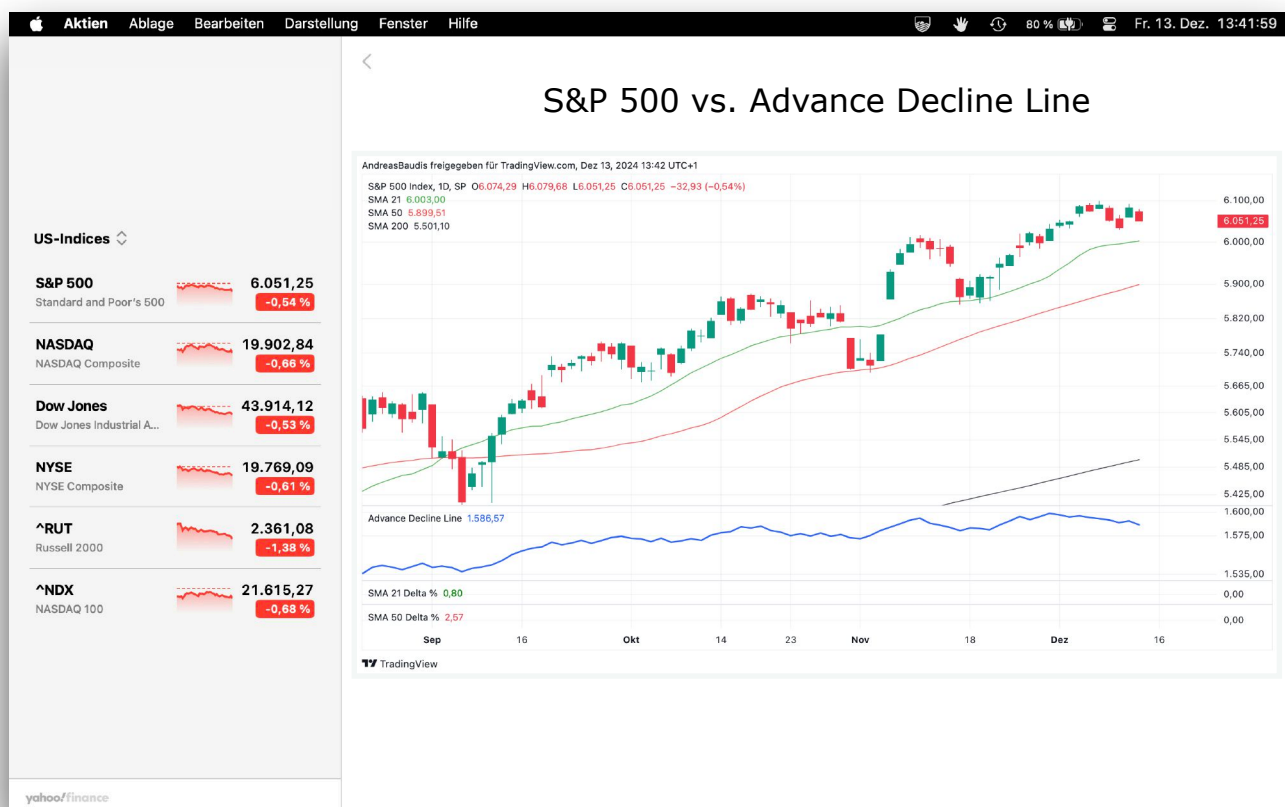 Aktien Ablage Bearbeiten Darstellung Fenster Hilfe 80 % Fr. 13. Dez. 13:41:59
US-Indices
S&P 500 6.051,25
Standard and Poor's 500 -0,54 %
NASDAQ 19.902,84
NASDAQ Composite -0,66 %
Dow Jones 43.914,12
Dow Jones Industrial A... -0,53 %
NYSE 19.769,09
NYSE Composite -0,61 %
^RUT 2.361,08
Russell 2000 -1,38 %
^NDX 21.615,27
NASDAQ 100 -0,68 %
yahoo!finance
S&P 500 vs. Advance Decline Line
AndreasBaudis freigegeben für TradingView.com, Dez 13, 2024 13:42 UTC+1
S&P 500 Index, 1D, SP O6.074,29 H6.079,68 L6.051,25 C6.051,25 −32,93 (−0,54%)
SMA 21 6.003,00
SMA 50 5.899,51
SMA 200 5.501,10
6.100,00
6.051,25
6.000,00
5.900,00
5.820,00
5.740,00
5.665,00
5.605,00
5.545,00
5.485,00
5.425,00
Advance Decline Line 1.586,57
1.600,00
1.575,00
1.535,00
SMA 21 Delta % 0,80 0,00
SMA 50 Delta % 2,57 0,00
Sep 16 Okt 14 23 Nov 18 Dez 16
TradingView